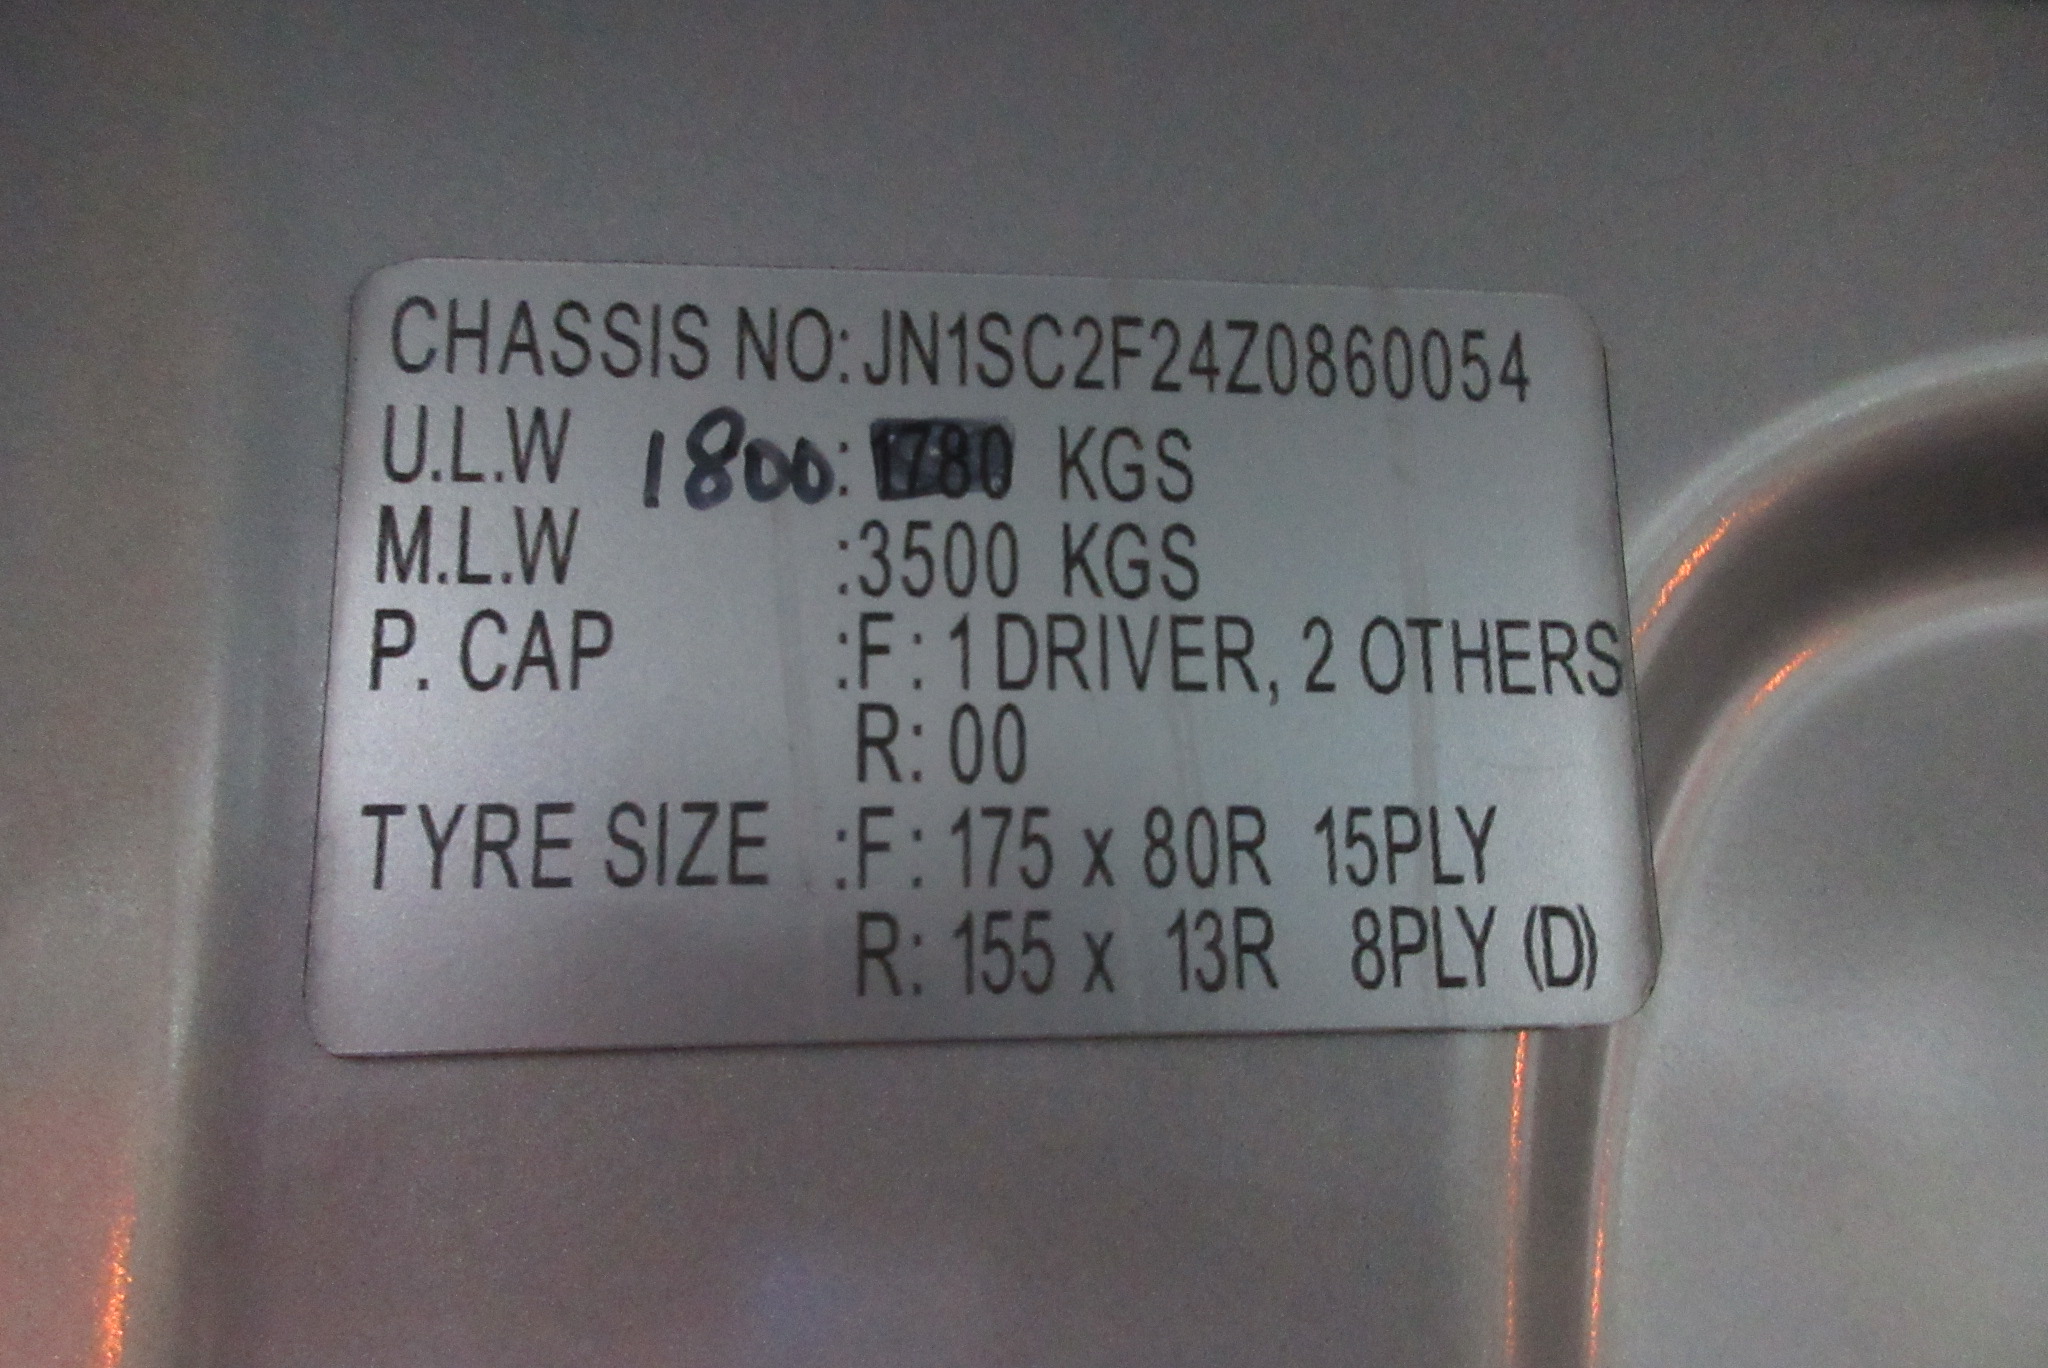 CHASSIS NO: JN1SC2F24Z0860054
U.L.W 1800: 1780 KGS
M.L.W :3500 KGS
P. CAP :F: 1 DRIVER, 2 OTHERS
R: 00
TYRE SIZE :F: 175 x 80R 15PLY
R: 155 x 13R 8PLY (D)